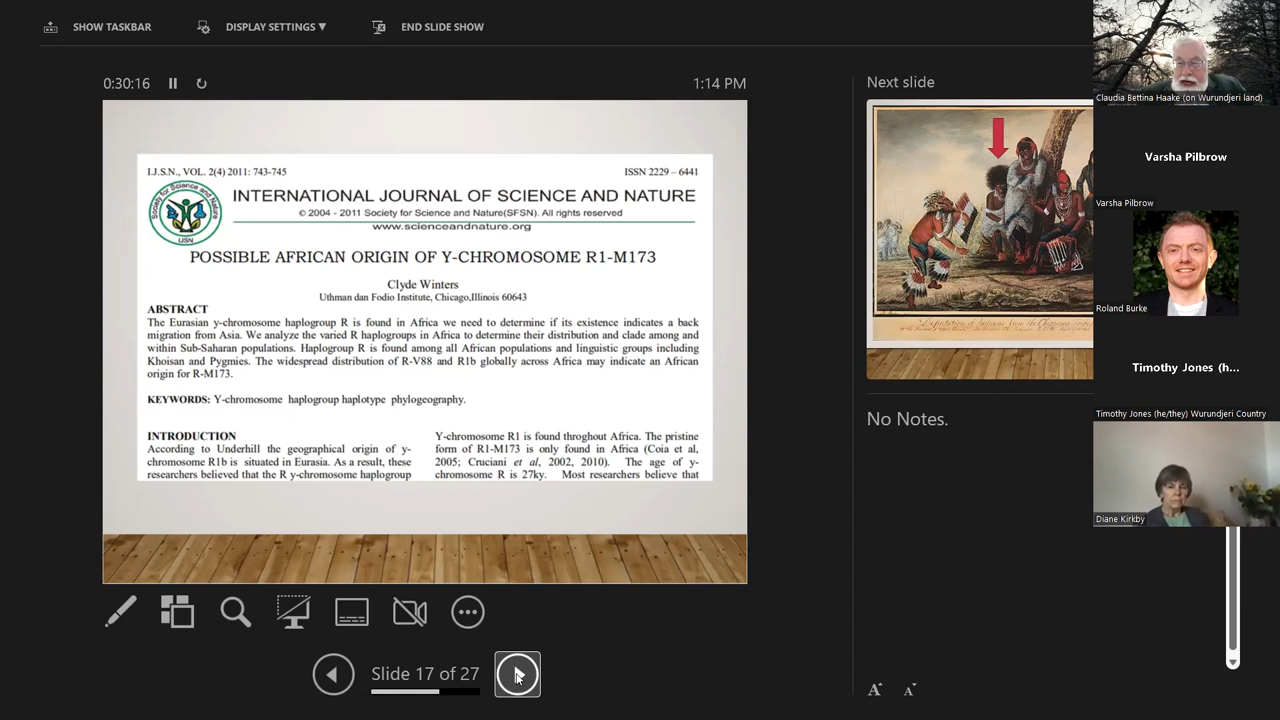 SHOW TASKBAR
DISPLAY SETTINGS ▼
END SLIDE SHOW
0:30:16
1:14 PM
I.J.S.N., VOL. 2(4) 2011: 743-745
ISSN 2229 – 6441
Society for Science and Nature
IJSN
INTERNATIONAL JOURNAL OF SCIENCE AND NATURE
© 2004 - 2011 Society for Science and Nature(SFSN). All rights reserved
www.scienceandnature.org
POSSIBLE AFRICAN ORIGIN OF Y-CHROMOSOME R1-M173
Clyde Winters
Uthman dan Fodio Institute, Chicago,Illinois 60643
ABSTRACT
The Eurasian y-chromosome haplogroup R is found in Africa we need to determine if its existence indicates a back
migration from Asia. We analyze the varied R haplogroups in Africa to determine their distribution and clade among and
within Sub-Saharan populations. Haplogroup R is found among all African populations and linguistic groups including
Khoisan and Pygmies. The widespread distribution of R-V88 and R1b globally across Africa may indicate an African
origin for R-M173.
KEYWORDS: Y-chromosome haplogroup haplotype phylogeography.
INTRODUCTION
According to Underhill the geographical origin of y-
chromosome R1b is situated in Eurasia. As a result, these
researchers believed that the R y-chromosome haplogroup
Y-chromosome R1 is found throghout Africa. The pristine
form of R1-M173 is only found in Africa (Coia et al,
2005; Cruciani et al, 2002, 2010). The age of y-
chromosome R is 27ky. Most researchers believe that
Slide 17 of 27
Next slide
Deputation of Indians from the
No Notes.
A A
Claudia Bettina Haake (on Wurundjeri land)
Varsha Pilbrow
Varsha Pilbrow
Roland Burke
Timothy Jones (h...
Timothy Jones (he/they) Wurundjeri Country
Diane Kirkby